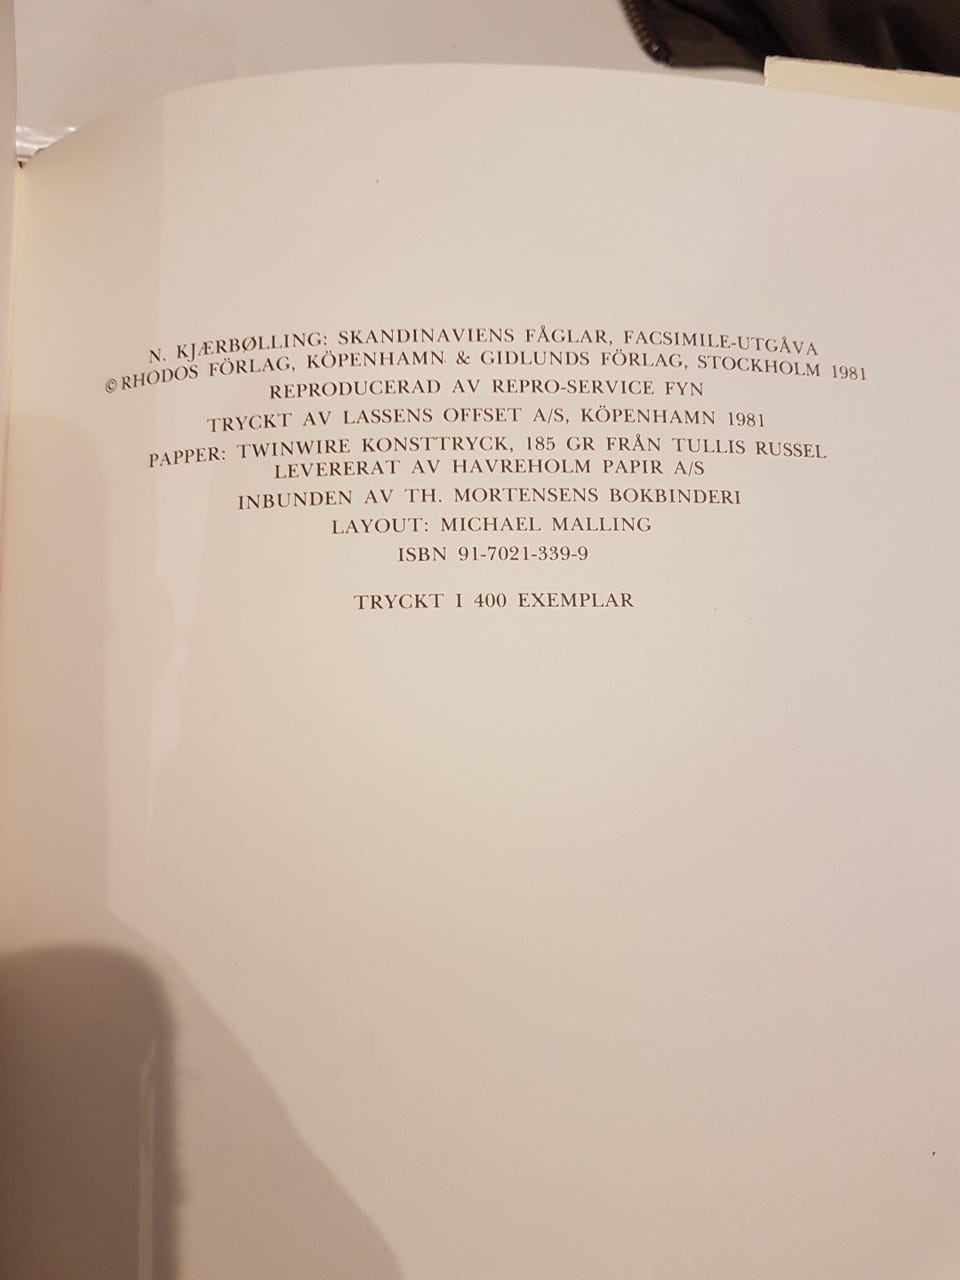 N. KJÆRBØLLING: SKANDINAVIENS FÅGLAR, FACSIMILE-UTGÅVA
© RHODOS FÖRLAG, KÖPENHAMN & GIDLUNDS FÖRLAG, STOCKHOLM 1981
REPRODUCERAD AV REPRO-SERVICE FYN
TRYCKT AV LASSENS OFFSET A/S, KÖPENHAMN 1981
PAPPER: TWINWIRE KONSTTRYCK, 185 GR FRÅN TULLIS RUSSEL
LEVERERAT AV HAVREHOLM PAPIR A/S
INBUNDEN AV TH. MORTENSENS BOKBINDERI
LAYOUT: MICHAEL MALLING
ISBN 91-7021-339-9
TRYCKT I 400 EXEMPLAR